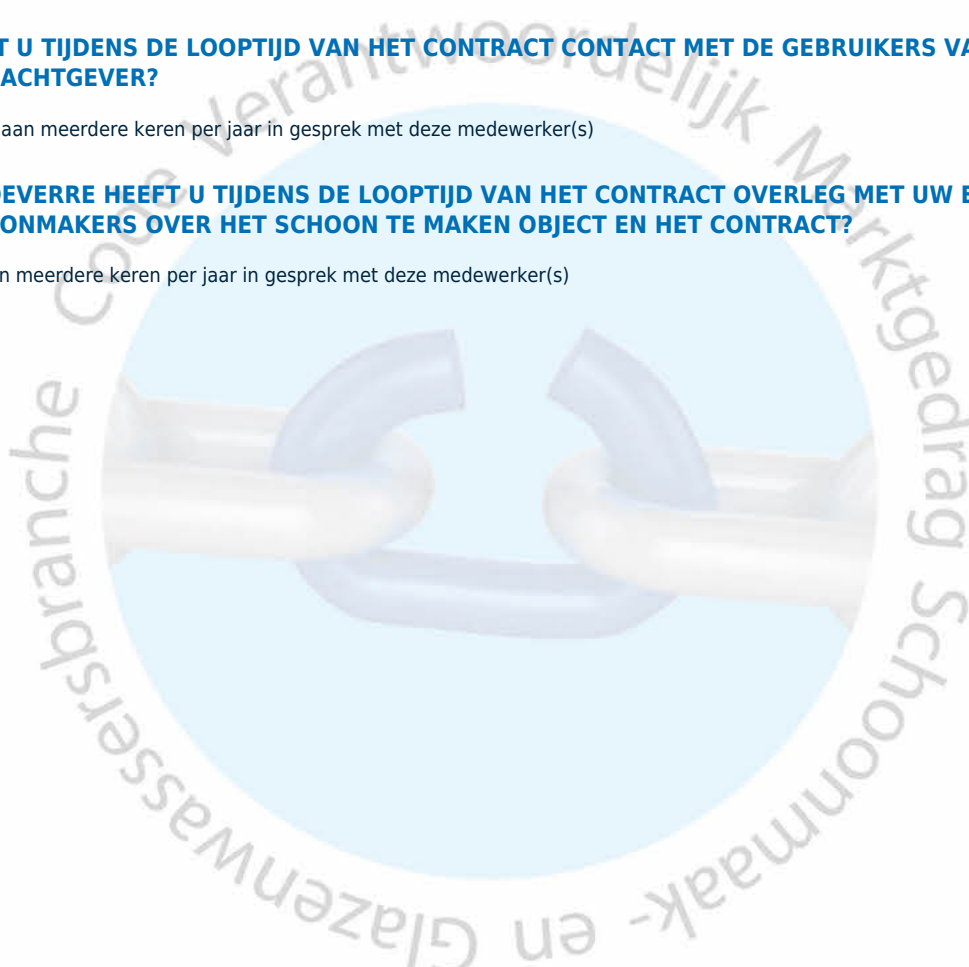 T U TIJDENS DE LOOPTIJD VAN HET CONTRACT CONTACT MET DE GEBRUIKERS VA
ACHTGEVER?
aan meerdere keren per jaar in gesprek met deze medewerker(s)
OEVERRE HEEFT U TIJDENS DE LOOPTIJD VAN HET CONTRACT OVERLEG MET UW E
ONMAKERS OVER HET SCHOON TE MAKEN OBJECT EN HET CONTRACT?
n meerdere keren per jaar in gesprek met deze medewerker(s)
Code Verantwoordelijk Marktgedrag Schoonmaak- en Glazenwassersbranche